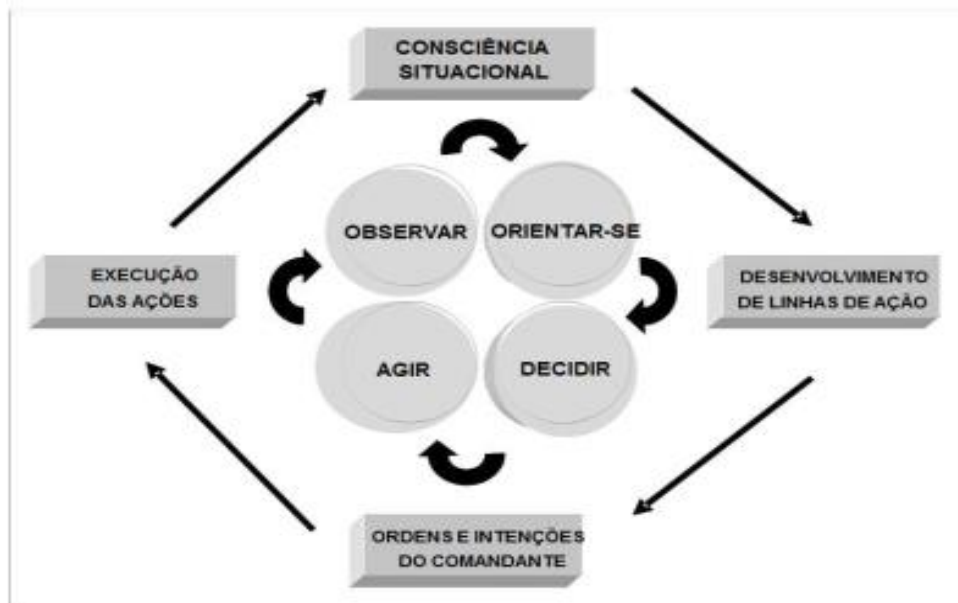 CONSCIÊNCIA
SITUACIONAL
OBSERVAR
ORIENTAR-SE
EXECUÇÃO
DAS AÇÕES
DESENVOLVIMENTO
DE LINHAS DE AÇÃO
AGIR
DECIDIR
ORDENS E INTENÇÕES
DO COMANDANTE